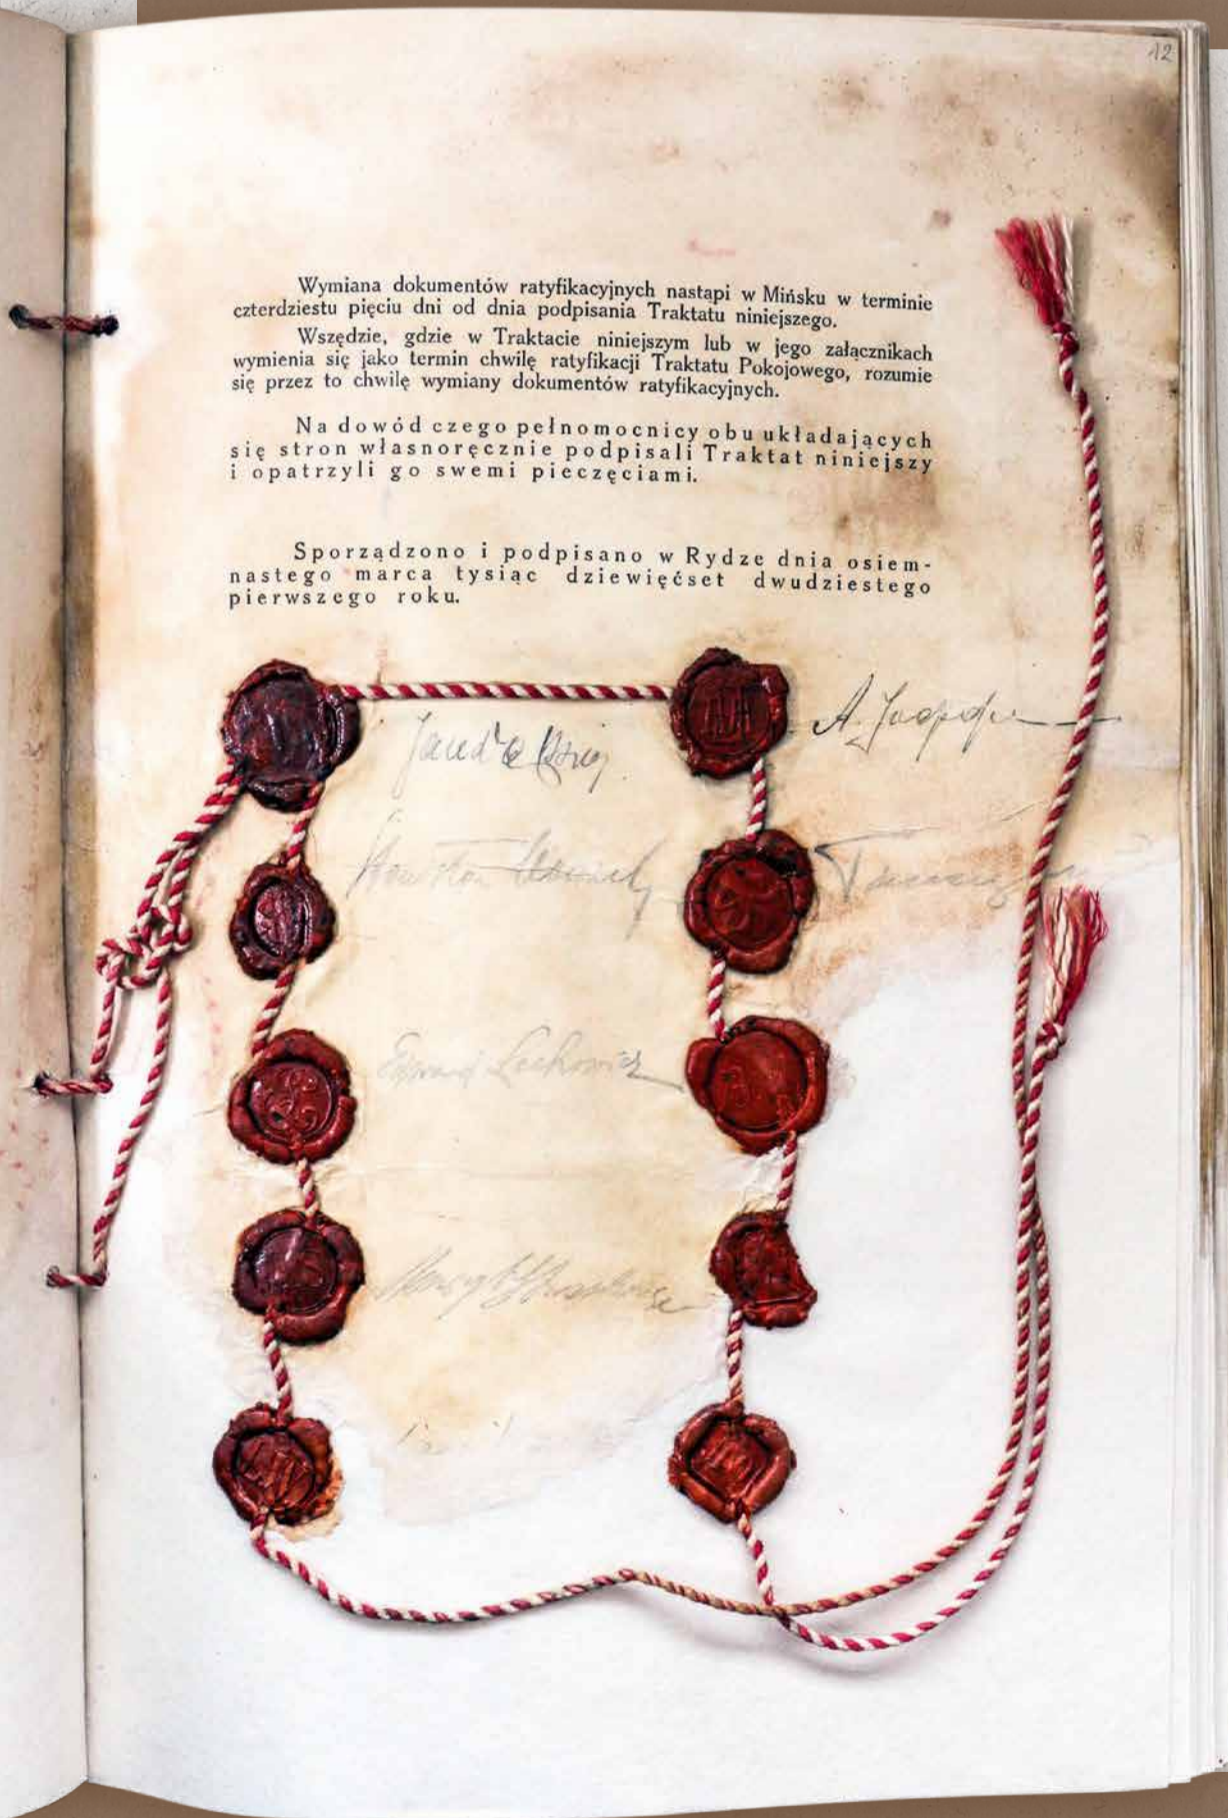 12
Wymiana dokumentów ratyfikacyjnych nastąpi w Mińsku w terminie
czterdziestu pięciu dni od dnia podpisania Traktatu niniejszego.
Wszędzie, gdzie w Traktacie niniejszym lub w jego załącznikach
wymienia się jako termin chwilę ratyfikacji Traktatu Pokojowego, rozumie
się przez to chwilę wymiany dokumentów ratyfikacyjnych.
Na dowód czego pełnomocnicy obu układających
się stron własnoręcznie podpisali Traktat niniejszy
i opatrzyli go swemi pieczęciami.
Sporządzono i podpisano w Rydze dnia osiem-
nastego marca tysiąc dziewięćset dwudziestego
pierwszego roku.
A.
Lechowicz